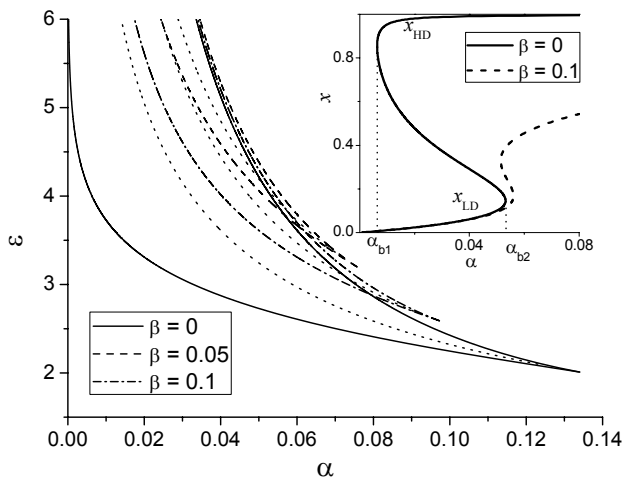 6
5
4
3
2
ε
0.00 0.02 0.04 0.06 0.08 0.10 0.12 0.14
α
β = 0
β = 0.05
β = 0.1
0.8
0.4
0.0
x
x_HD
x_LD
β = 0
β = 0.1
α_b1
0.04
α
α_b2
0.08